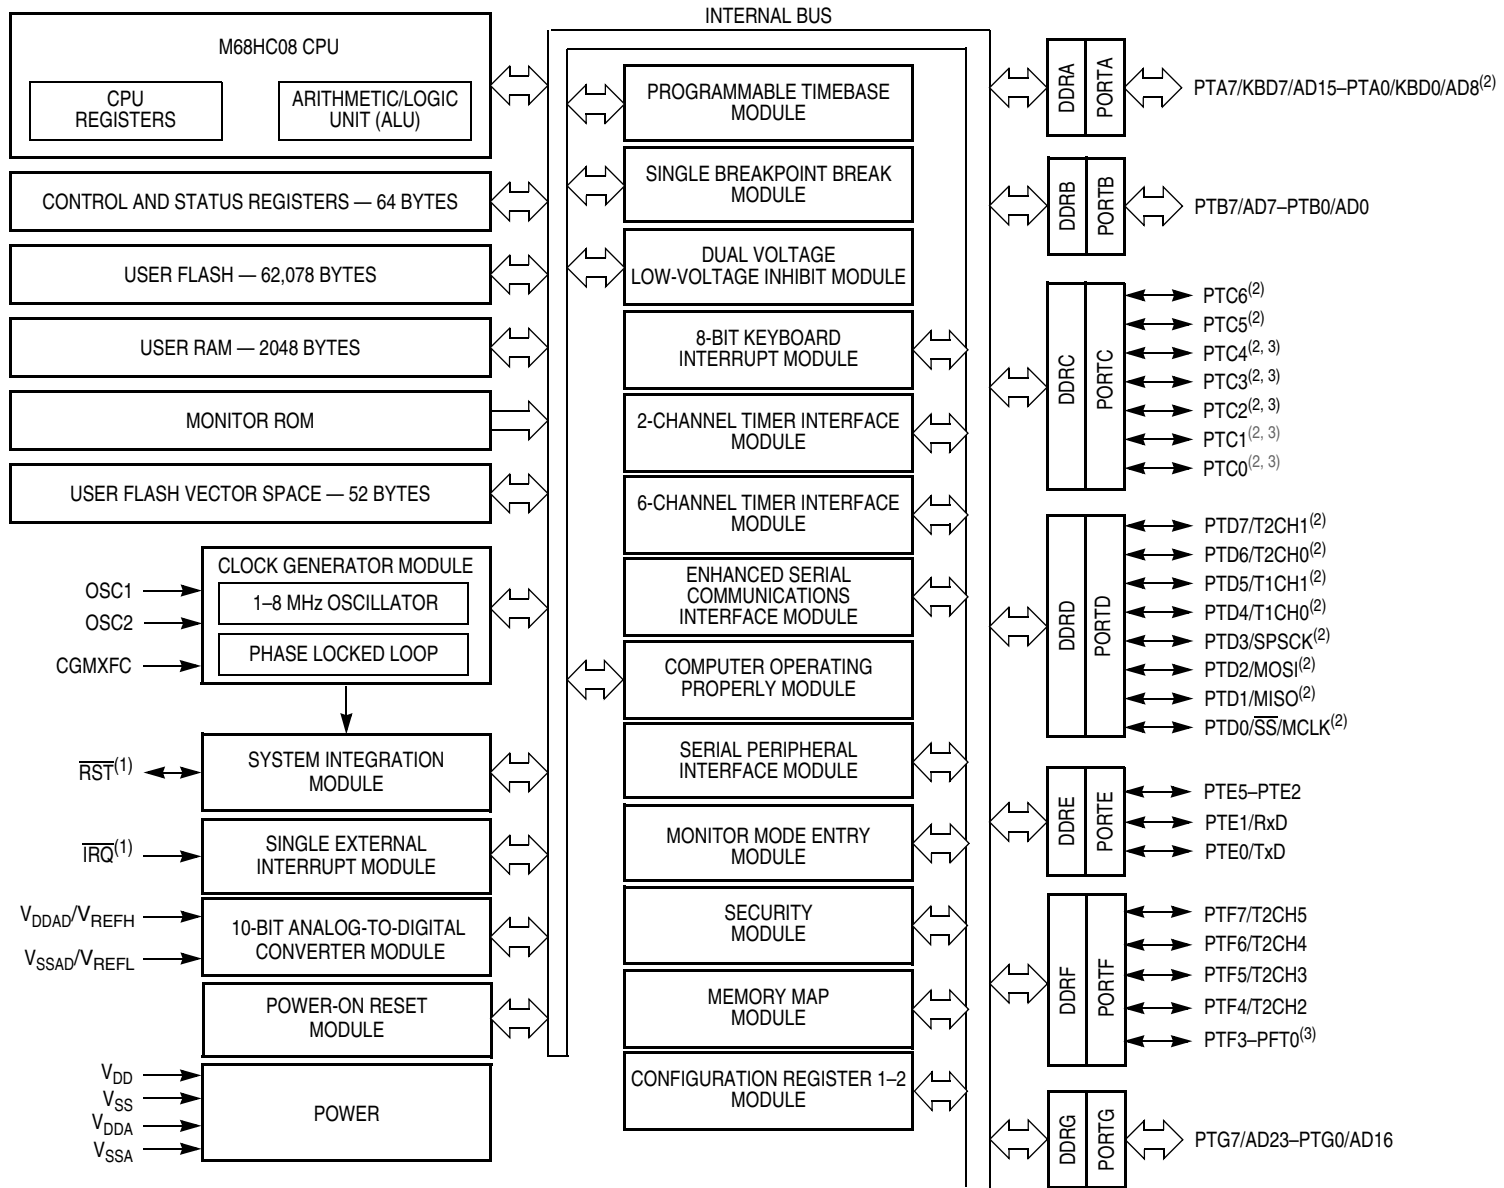 INTERNAL BUS
M68HC08 CPU
CPU
REGISTERS
ARITHMETIC/LOGIC
UNIT (ALU)
CONTROL AND STATUS REGISTERS — 64 BYTES
USER FLASH — 62,078 BYTES
USER RAM — 2048 BYTES
MONITOR ROM
USER FLASH VECTOR SPACE — 52 BYTES
CLOCK GENERATOR MODULE
1–8 MHz OSCILLATOR
PHASE LOCKED LOOP
OSC1
OSC2
CGMXFC
SYSTEM INTEGRATION
MODULE
RST(1)
SINGLE EXTERNAL
INTERRUPT MODULE
IRQ(1)
10-BIT ANALOG-TO-DIGITAL
CONVERTER MODULE
VDDAD/VREFH
VSSAD/VREFL
POWER-ON RESET
MODULE
POWER
VDD
VSS
VDDA
VSSA
PROGRAMMABLE TIMEBASE
MODULE
SINGLE BREAKPOINT BREAK
MODULE
DUAL VOLTAGE
LOW-VOLTAGE INHIBIT MODULE
8-BIT KEYBOARD
INTERRUPT MODULE
2-CHANNEL TIMER INTERFACE
MODULE
6-CHANNEL TIMER INTERFACE
MODULE
ENHANCED SERIAL
COMMUNICATIONS
INTERFACE MODULE
COMPUTER OPERATING
PROPERLY MODULE
SERIAL PERIPHERAL
INTERFACE MODULE
MONITOR MODE ENTRY
MODULE
SECURITY
MODULE
MEMORY MAP
MODULE
CONFIGURATION REGISTER 1–2
MODULE
DDRA
PORTA
PTA7/KBD7/AD15–PTA0/KBD0/AD8(2)
DDRB
PORTB
PTB7/AD7–PTB0/AD0
DDRC
PORTC
PTC6(2)
PTC5(2)
PTC4(2, 3)
PTC3(2, 3)
PTC2(2, 3)
PTC1(2, 3)
PTC0(2, 3)
DDRD
PORTD
PTD7/T2CH1(2)
PTD6/T2CH0(2)
PTD5/T1CH1(2)
PTD4/T1CH0(2)
PTD3/SPSCK(2)
PTD2/MOSI(2)
PTD1/MISO(2)
PTD0/SS/MCLK(2)
DDRE
PORTE
PTE5–PTE2
PTE1/RxD
PTE0/TxD
DDRF
PORTF
PTF7/T2CH5
PTF6/T2CH4
PTF5/T2CH3
PTF4/T2CH2
PTF3–PFT0(3)
DDRG
PORTG
PTG7/AD23–PTG0/AD16